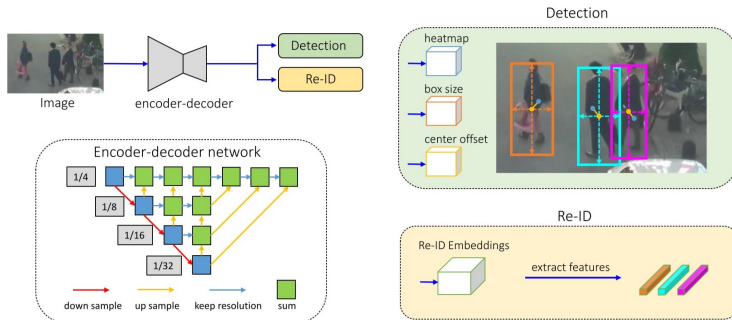 Image
encoder-decoder
Detection
Re-ID
Encoder-decoder network
1/4
1/8
1/16
1/32
down sample
up sample
keep resolution
sum
Detection
heatmap
box size
center offset
Re-ID
Re-ID Embeddings
extract features